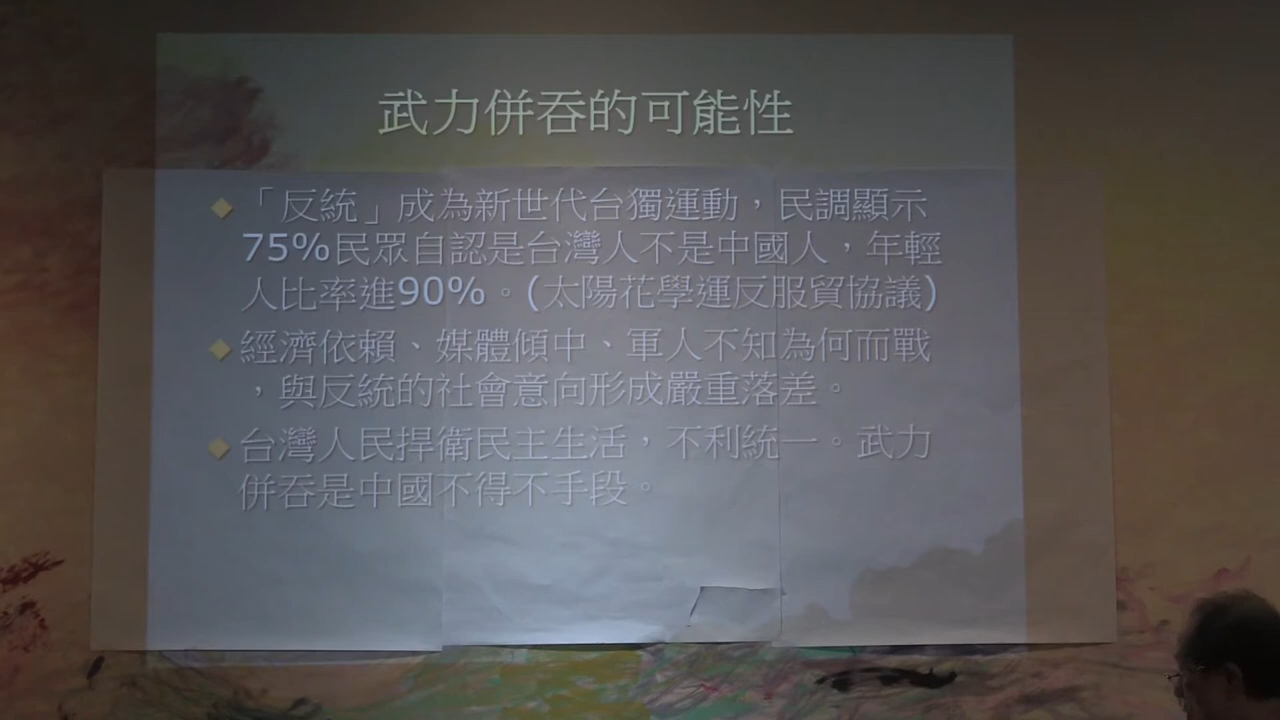 武力併吞的可能性
「反統」成為新世代台獨運動，民調顯示
75%民眾自認是台灣人不是中國人，年輕
人比率進90%。(太陽花學運反服貿協議)
經濟依賴、媒體傾中、軍人不知為何而戰
，與反統的社會意向形成嚴重落差。
台灣人民捍衛民主生活，不利統一。武力
併吞是中國不得不手段。